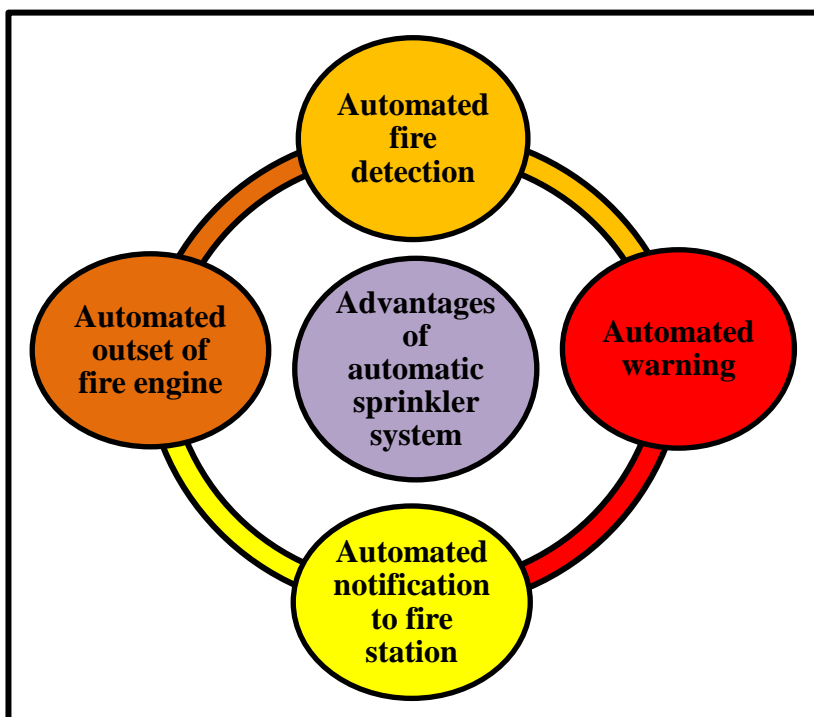 Automated
fire
detection
Automated
outset of
fire engine
Advantages
of
automatic
sprinkler
system
Automated
warning
Automated
notification
to fire
station